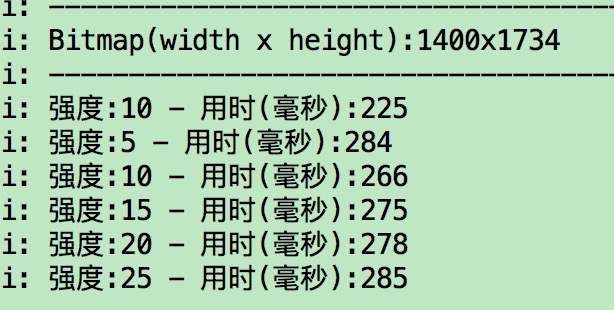 i: ----------------------------------------
i: Bitmap(width x height):1400x1734
i: ----------------------------------------
i: 强度:10 - 用时(毫秒):225
i: 强度:5 - 用时(毫秒):284
i: 强度:10 - 用时(毫秒):266
i: 强度:15 - 用时(毫秒):275
i: 强度:20 - 用时(毫秒):278
i: 强度:25 - 用时(毫秒):285